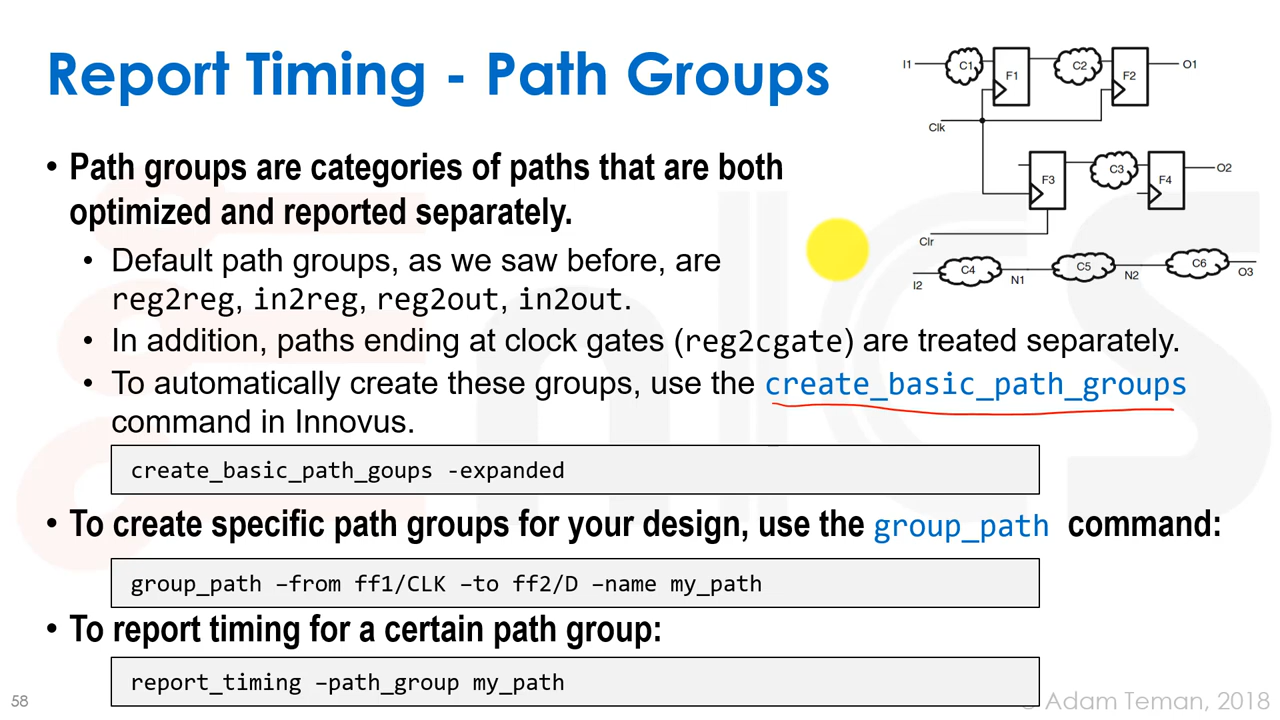 Report Timing - Path Groups
• Path groups are categories of paths that are both
optimized and reported separately.
• Default path groups, as we saw before, are
reg2reg, in2reg, reg2out, in2out.
• In addition, paths ending at clock gates (reg2cgate) are treated separately.
• To automatically create these groups, use the create_basic_path_groups
command in Innovus.
create_basic_path_goups -expanded
• To create specific path groups for your design, use the group_path command:
group_path –from ff1/CLK –to ff2/D –name my_path
• To report timing for a certain path group:
report_timing –path_group my_path
I1 C1 F1 C2 F2 O1
Clk
F3 C3 F4 O2
Clr
I2 C4 N1 C5 N2 C6 O3
58
© Adam Teman, 2018
enics